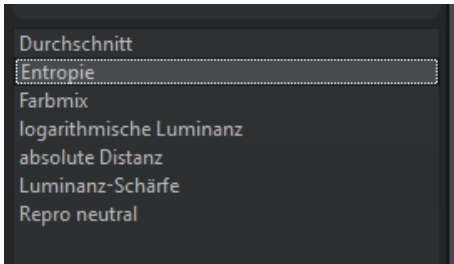 Durchschnitt
Entropie
Farbmix
logarithmische Luminanz
absolute Distanz
Luminanz-Schärfe
Repro neutral